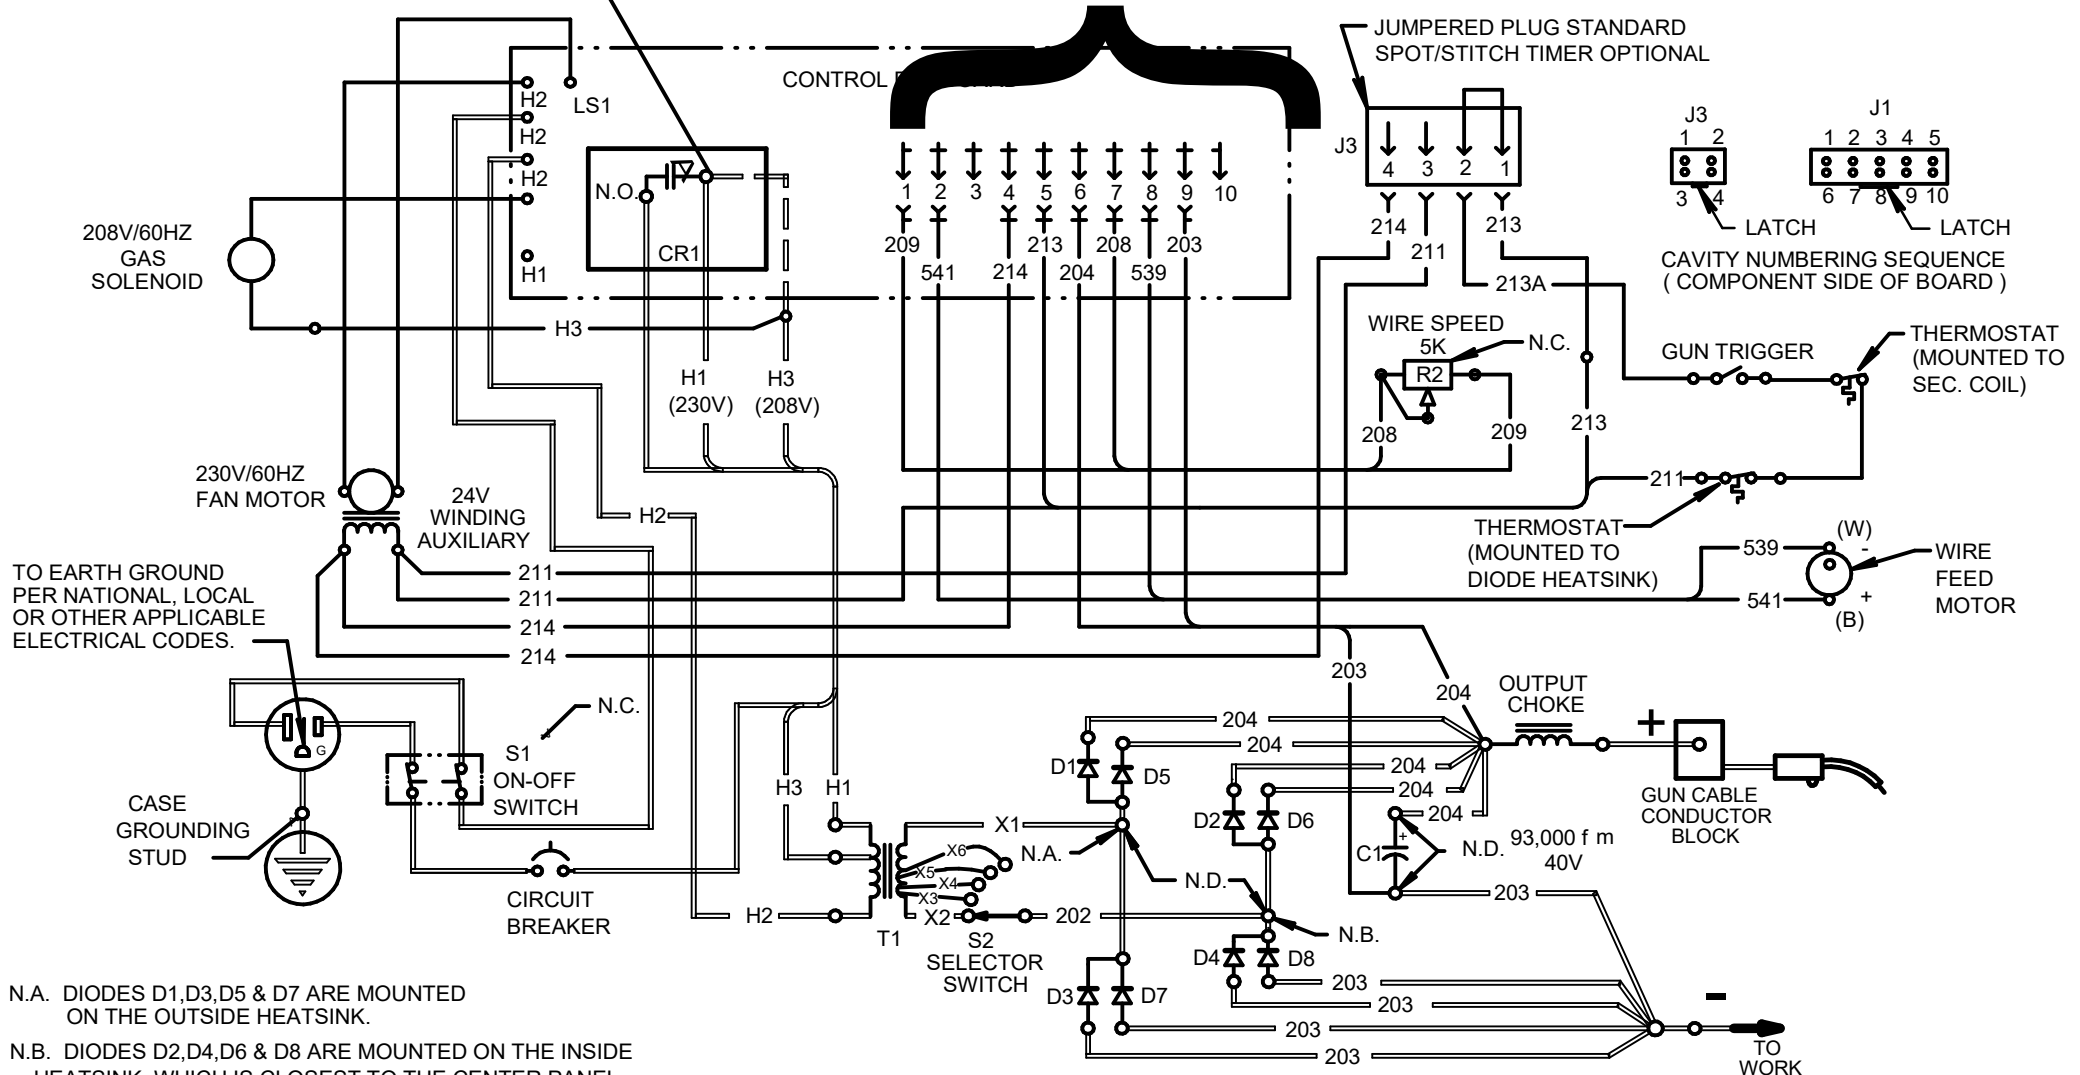 JUMPERED PLUG STANDARD
SPOT/STITCH TIMER OPTIONAL
CONTROL
H2
LS1
H2
H2
H1
N.O.
CR1
1 2 3 4 5 6 7 8 9 10
209
541
214
213
204
208
539
203
J3
4 3 2 1
214
211
213
213A
J3
1 2
3 4
LATCH
J1
1 2 3 4 5
6 7 8 9 10
LATCH
CAVITY NUMBERING SEQUENCE
( COMPONENT SIDE OF BOARD )
208V/60HZ
GAS
SOLENOID
H3
H1
(230V)
H3
(208V)
WIRE SPEED
5K
R2
N.C.
208
209
213
GUN TRIGGER
THERMOSTAT
(MOUNTED TO
SEC. COIL)
211
THERMOSTAT
(MOUNTED TO
DIODE HEATSINK)
230V/60HZ
FAN MOTOR
24V
WINDING
AUXILIARY
H2
211
211
214
214
539
541
(W)
-
+
(B)
WIRE
FEED
MOTOR
TO EARTH GROUND
PER NATIONAL, LOCAL
OR OTHER APPLICABLE
ELECTRICAL CODES.
G
N.C.
S1
ON-OFF
SWITCH
CASE
GROUNDING
STUD
CIRCUIT
BREAKER
H3
H1
H2
T1
X1
X6
X5
X4
X3
X2
S2
SELECTOR
SWITCH
202
N.A.
N.D.
N.B.
D1
D5
D2
D6
D4
D8
D3
D7
203
204
204
204
204
204
204
OUTPUT
CHOKE
+
GUN CABLE
CONDUCTOR
BLOCK
C1
+
N.D.
93,000 f m
40V
203
203
203
203
203
-
TO
WORK
N.A. DIODES D1,D3,D5 & D7 ARE MOUNTED
ON THE OUTSIDE HEATSINK.
N.B. DIODES D2,D4,D6 & D8 ARE MOUNTED ON THE INSIDE
HEATSINK, WHICH IS CLOSEST TO THE CENTER PANEL